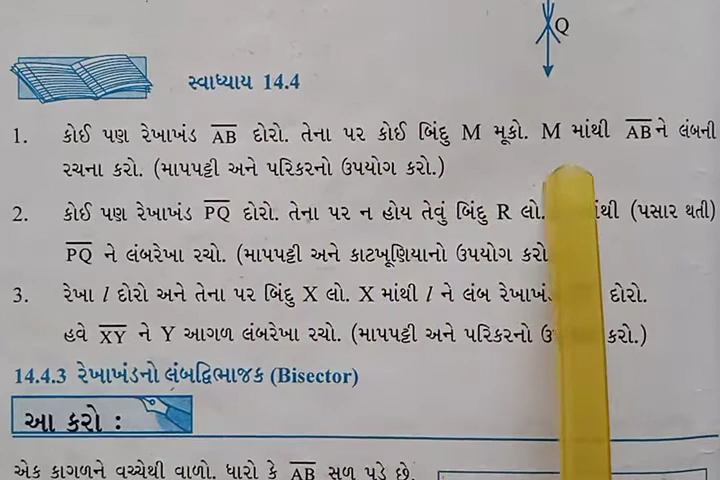 Q
સ્વાધ્યાય 14.4
1. કોઈ પણ રેખાખંડ AB દોરો. તેના પર કોઈ બિંદુ M મૂકો. M માંથી AB ને લંબની
રચના કરો. (માપપટ્ટી અને પરિકરનો ઉપયોગ કરો.)
2. કોઈ પણ રેખાખંડ PQ દોરો. તેના પર ન હોય તેવું બિંદુ R લો. (પસાર થતી)
PQ ને લંબરેખા રચો. (માપપટ્ટી અને કાટખૂણિયાનો ઉપયોગ કરો
3. રેખા l દોરો અને તેના પર બિંદુ X લો. X માંથી l ને લંબ દોરો.
હવે XY ને Y આગળ લંબરેખા રચો. (માપપટ્ટી અને પરિકરનો કરો.)
14.4.3 રેખાખંડનો લંબદ્વિભાજક (Bisector)
આ કરો :
એક કાગળને વચ્ચેથી વાળો. ધારો કે AB સળ પડે છે.